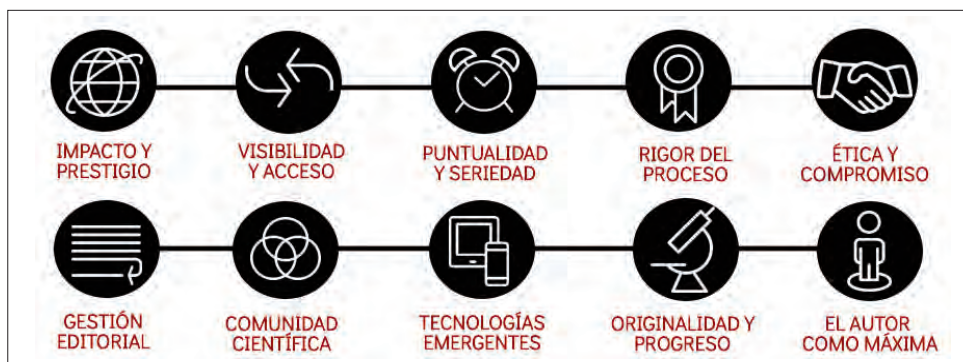 IMPACTO Y
PRESTIGIO
VISIBILIDAD
Y ACCESO
PUNTUALIDAD
Y SERIEDAD
RIGOR DEL
PROCESO
ÉTICA Y
COMPROMISO
GESTIÓN
EDITORIAL
COMUNIDAD
CIENTÍFICA
TECNOLOGÍAS
EMERGENTES
ORIGINALIDAD Y
PROGRESO
EL AUTOR
COMO MÁXIMA